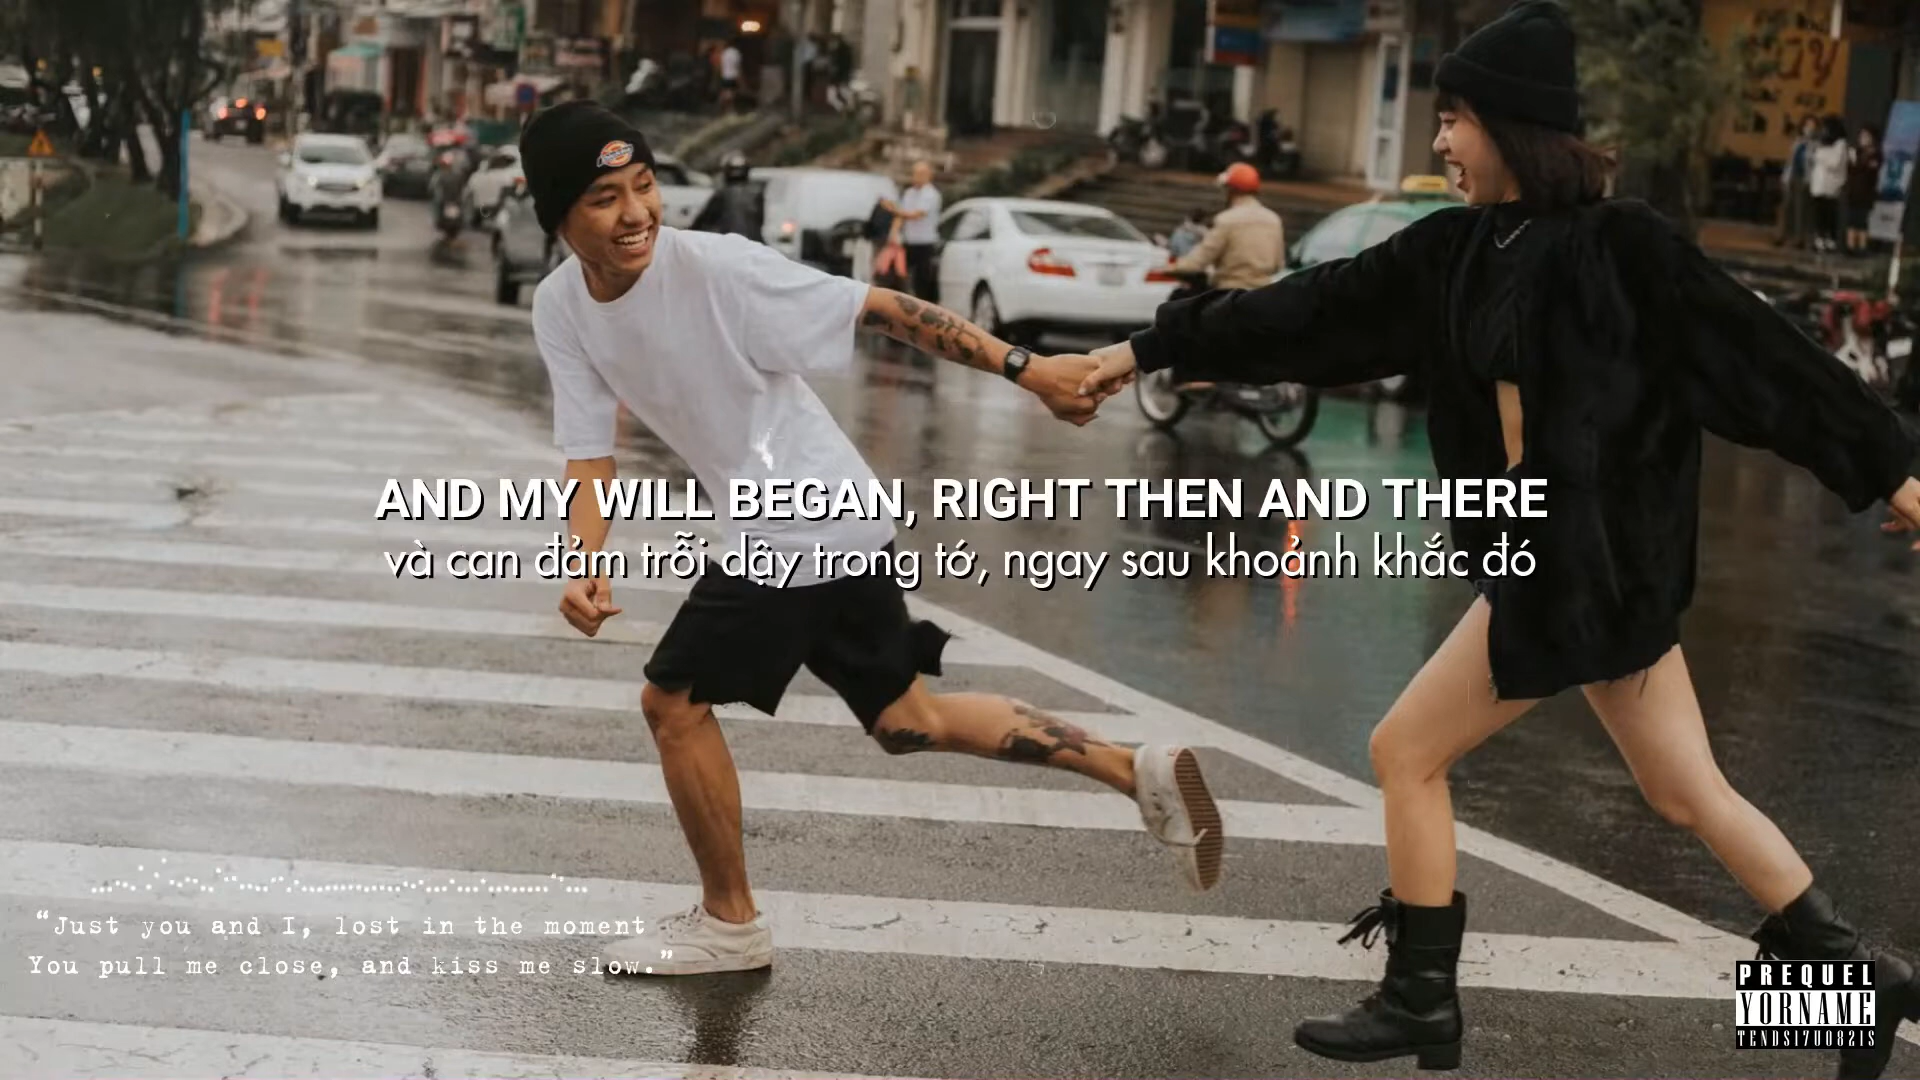 AND MY WILL BEGAN, RIGHT THEN AND THERE
và can đảm trỗi dậy trong tớ, ngay sau khoảnh khắc đó
“Just you and I, lost in the moment
You pull me close, and kiss me slow.”
PREQUEL
YORNAME